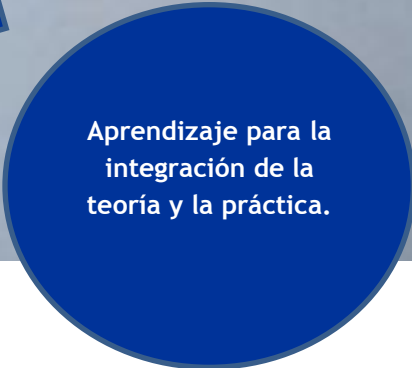 Aprendizaje para la
integración de la
teoría y la práctica.